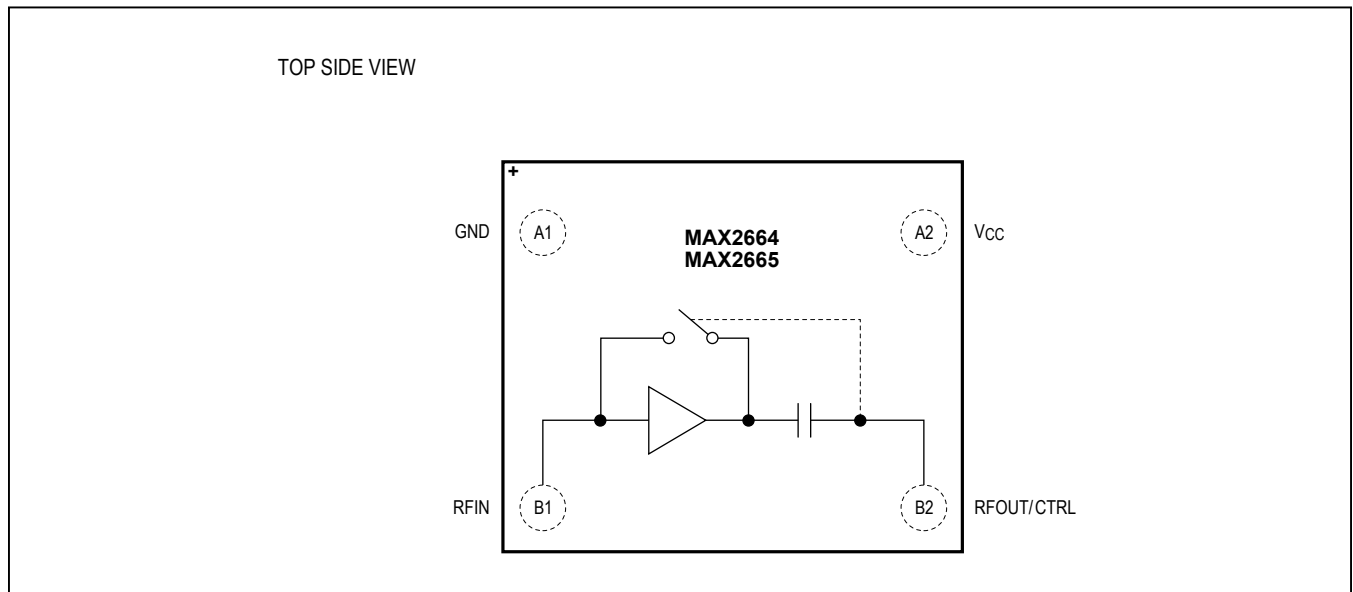 TOP SIDE VIEW
+
GND A1 MAX2664 A2 VCC
MAX2665
RFIN B1 B2 RFOUT/CTRL